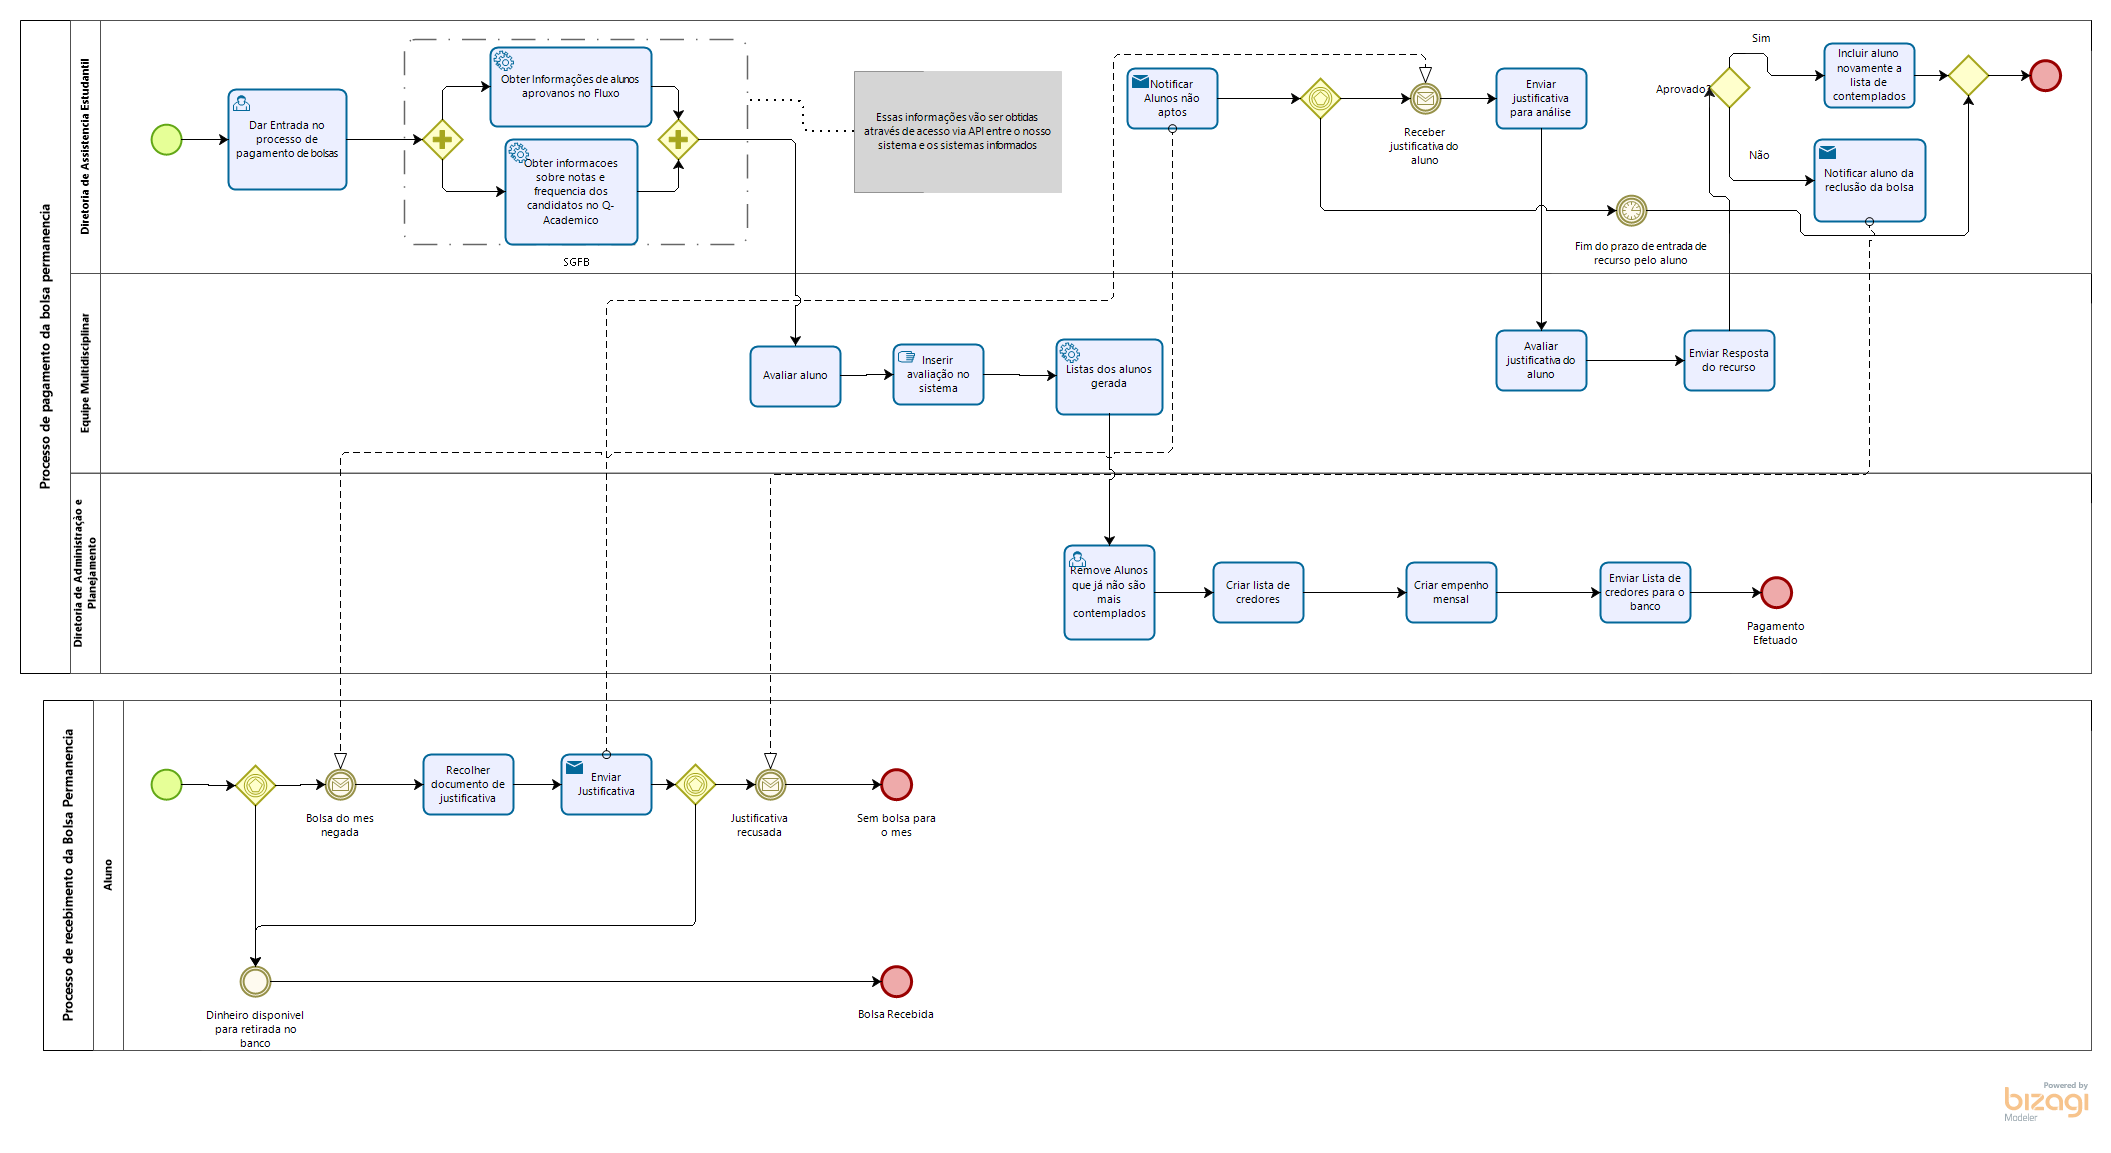 Processo de pagamento da bolsa permanencia
Diretoria de Assistencia Estudantil
Dar Entrada no
processo de
pagamento de bolsas
Obter Informações de alunos
aprovanos no Fluxo
Obter informacoes
sobre notas e
frequencia dos
candidatos no Q-
Academico
SGFB
Essas informações vão ser obtidas
através de acesso via API entre o nosso
sistema e os sistemas informados
Notificar
Alunos não
aptos
Receber
justificativa do
aluno
Enviar
justificativa
para análise
Fim do prazo de entrada de
recurso pelo aluno
Aprovado?
Sim
Não
Incluir aluno
novamente a
lista de
contemplados
Notificar aluno da
reclusão da bolsa
Equipe Multidisciplinar
Avaliar aluno
Inserir
avaliação no
sistema
Listas dos alunos
gerada
Avaliar
justificativa do
aluno
Enviar Resposta
do recurso
Diretoria de Administração e
Planejamento
Remove Alunos
que já não são
mais
contemplados
Criar lista de
credores
Criar empenho
mensal
Enviar Lista de
credores para o
banco
Pagamento
Efetuado
Processo de recebimento da Bolsa Permanencia
Aluno
Bolsa do mes
negada
Recolher
documento de
justificativa
Enviar
Justificativa
Justificativa
recusada
Sem bolsa para
o mes
Dinheiro disponivel
para retirada no
banco
Bolsa Recebida
Powered by
bizagi
Modeler